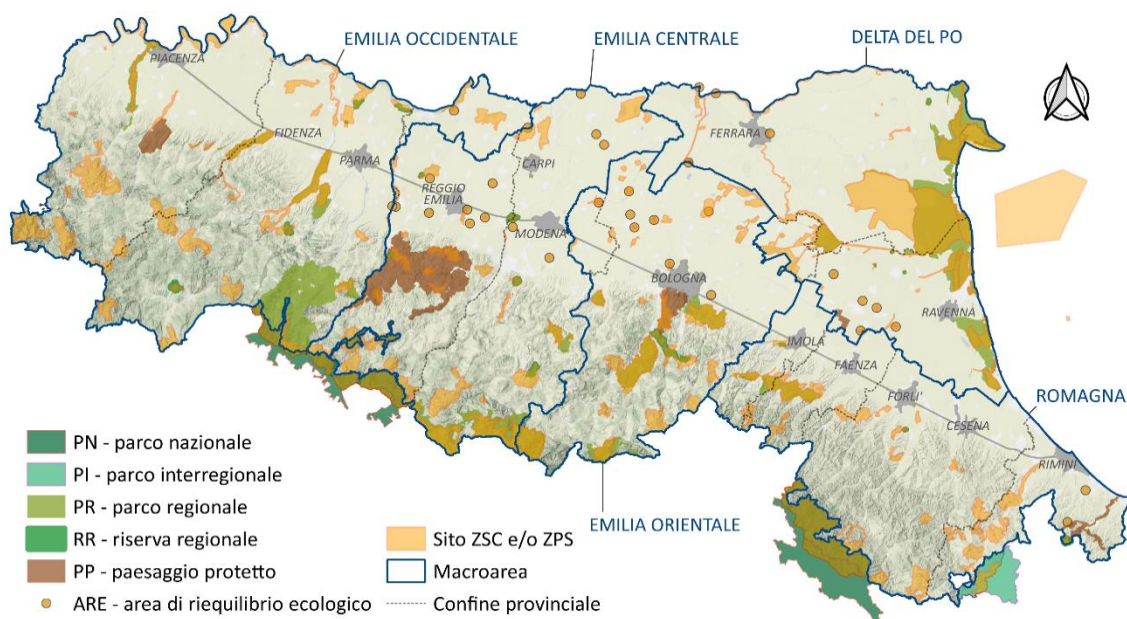 EMILIA OCCIDENTALE
EMILIA CENTRALE
DELTA DEL PO
PIACENZA
FIDENZA
PARMA
REGGIO
EMILIA
CARPI
MODENA
FERRARA
BOLOGNA
IMOLA
RAVENNA
FAENZA
FORLI'
CESENA
ROMAGNA
RIMINI
EMILIA ORIENTALE
PN - parco nazionale
PI - parco interregionale
PR - parco regionale
RR - riserva regionale
PP - paesaggio protetto
ARE - area di riequilibrio ecologico
Sito ZSC e/o ZPS
Macroarea
Confine provinciale